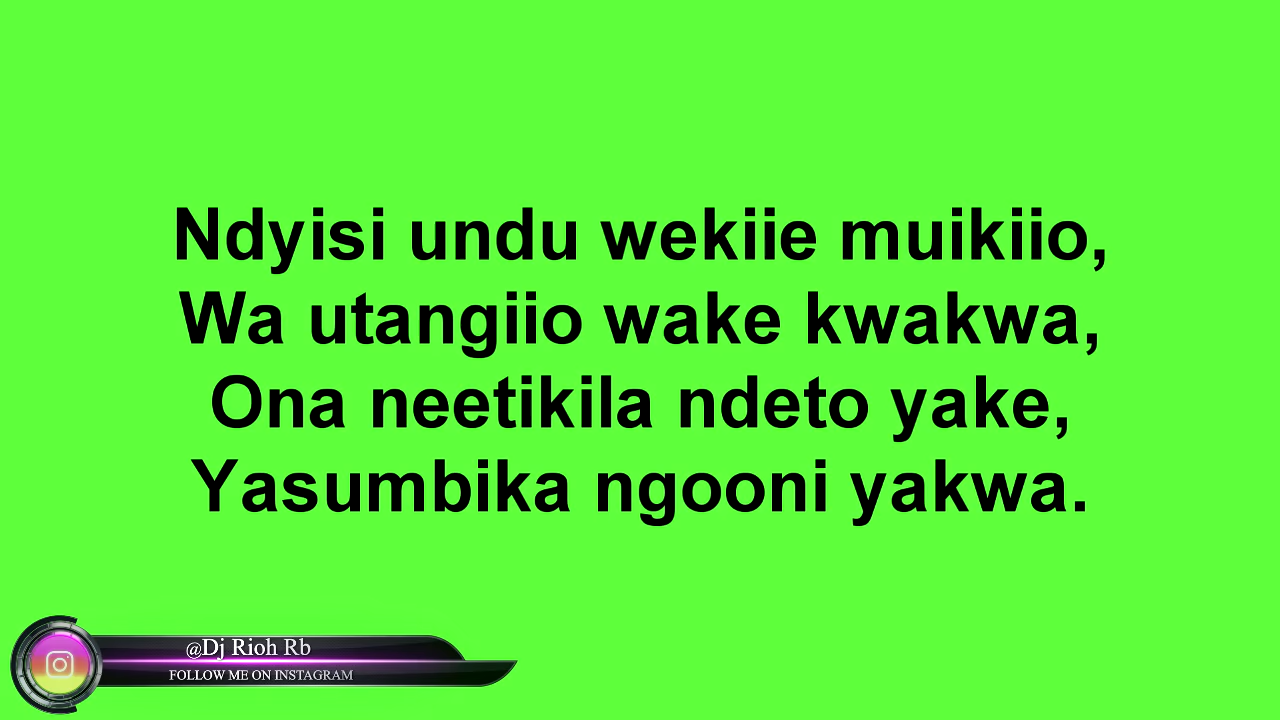 Ndyisi undu wekiie muikiio,
Wa utangiio wake kwakwa,
Ona neetikila ndeto yake,
Yasumbika ngooni yakwa.
@Dj Rioh Rb
FOLLOW ME ON INSTAGRAM